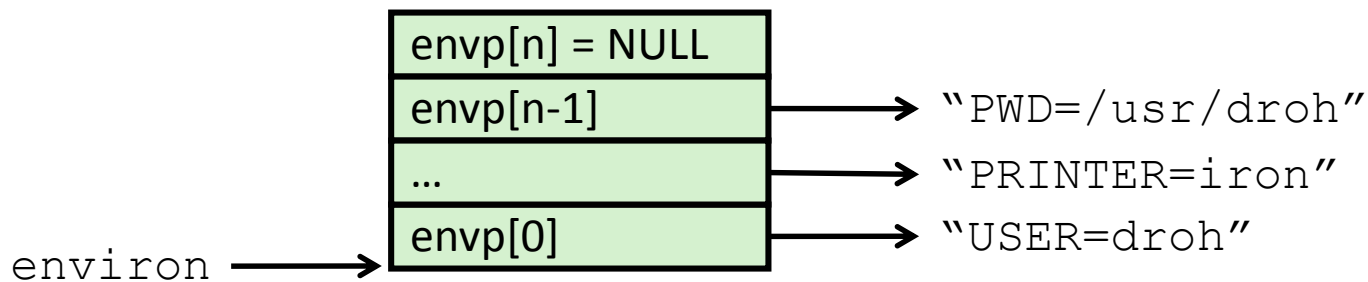 envp[n] = NULL
envp[n-1]
“PWD=/usr/droh”
…
“PRINTER=iron”
envp[0]
“USER=droh”
environ